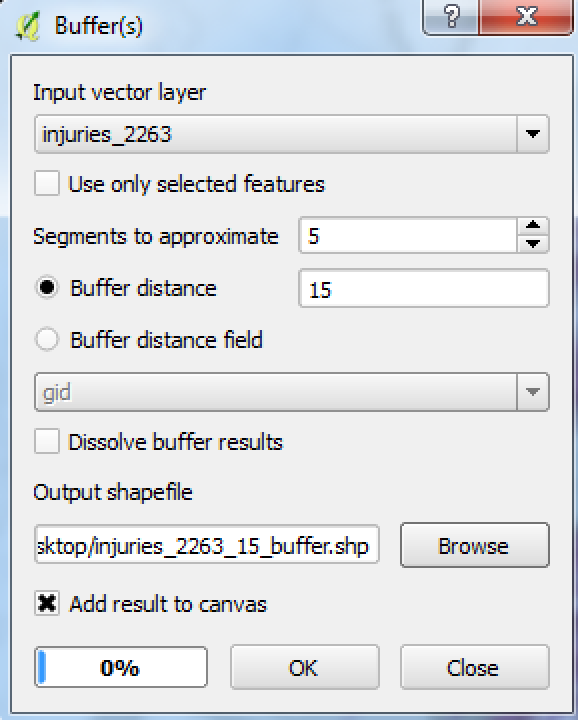 Buffer(s)
?
Input vector layer
injuries_2263
Use only selected features
Segments to approximate 5
Buffer distance 15
Buffer distance field
gid
Dissolve buffer results
Output shapefile
sktop/injuries_2263_15_buffer.shp Browse
Add result to canvas
0% OK Close